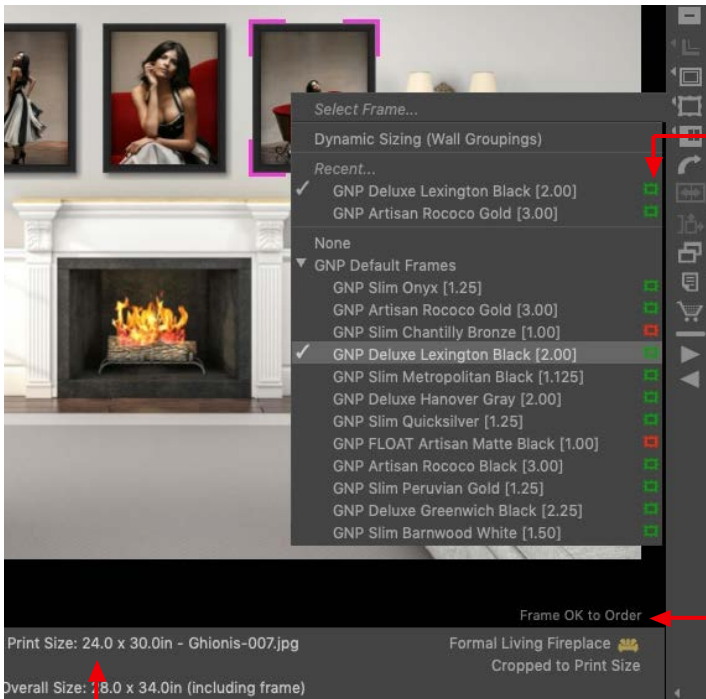 Select Frame...
Dynamic Sizing (Wall Groupings)
Recent...
GNP Deluxe Lexington Black [2.00]
GNP Artisan Rococo Gold [3.00]
None
GNP Default Frames
GNP Slim Onyx [1.25]
GNP Artisan Rococo Gold [3.00]
GNP Slim Chantilly Bronze [1.00]
GNP Deluxe Lexington Black [2.00]
GNP Slim Metropolitan Black [1.125]
GNP Deluxe Hanover Gray [2.00]
GNP Slim Quicksilver [1.25]
GNP FLOAT Artisan Matte Black [1.00]
GNP Artisan Rococo Black [3.00]
GNP Slim Peruvian Gold [1.25]
GNP Deluxe Greenwich Black [2.25]
GNP Slim Barnwood White [1.50]
Frame OK to Order
Print Size: 24.0 x 30.0in - Ghionis-007.jpg
Formal Living Fireplace
Cropped to Print Size
Overall Size: 28.0 x 34.0in (including frame)